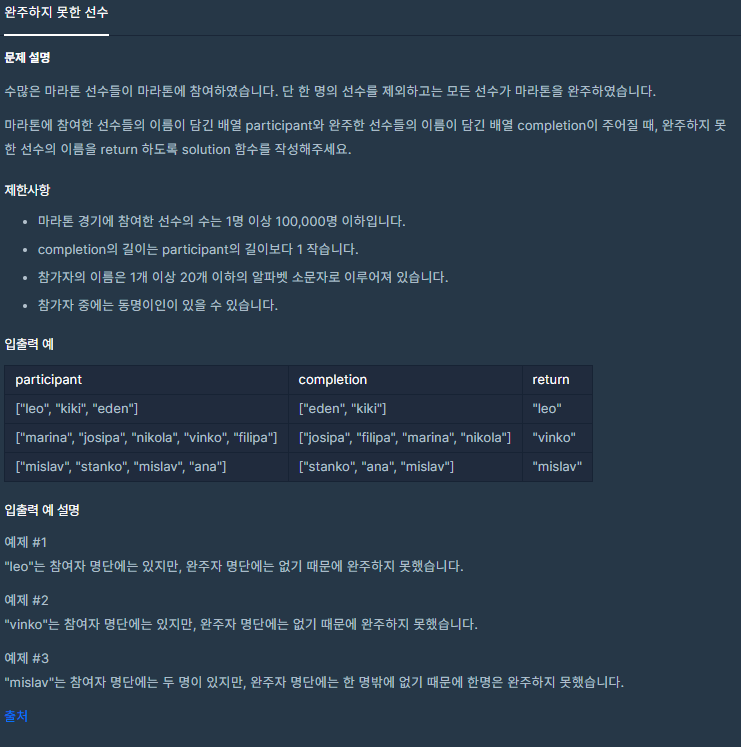 완주하지 못한 선수
문제 설명
수많은 마라톤 선수들이 마라톤에 참여하였습니다. 단 한 명의 선수를 제외하고는 모든 선수가 마라톤을 완주하였습니다.
마라톤에 참여한 선수들의 이름이 담긴 배열 participant와 완주한 선수들의 이름이 담긴 배열 completion이 주어질 때, 완주하지 못
한 선수의 이름을 return 하도록 solution 함수를 작성해주세요.
제한사항
• 마라톤 경기에 참여한 선수의 수는 1명 이상 100,000명 이하입니다.
• completion의 길이는 participant의 길이보다 1 작습니다.
• 참가자의 이름은 1개 이상 20개 이하의 알파벳 소문자로 이루어져 있습니다.
• 참가자 중에는 동명이인이 있을 수 있습니다.
입출력 예
participant completion return
["leo", "kiki", "eden"] ["eden", "kiki"] "leo"
["marina", "josipa", "nikola", "vinko", "filipa"] ["josipa", "filipa", "marina", "nikola"] "vinko"
["mislav", "stanko", "mislav", "ana"] ["stanko", "ana", "mislav"] "mislav"
입출력 예 설명
예제 #1
"leo"는 참여자 명단에는 있지만, 완주자 명단에는 없기 때문에 완주하지 못했습니다.
예제 #2
"vinko"는 참여자 명단에는 있지만, 완주자 명단에는 없기 때문에 완주하지 못했습니다.
예제 #3
"mislav"는 참여자 명단에는 두 명이 있지만, 완주자 명단에는 한 명밖에 없기 때문에 한명은 완주하지 못했습니다.
출처